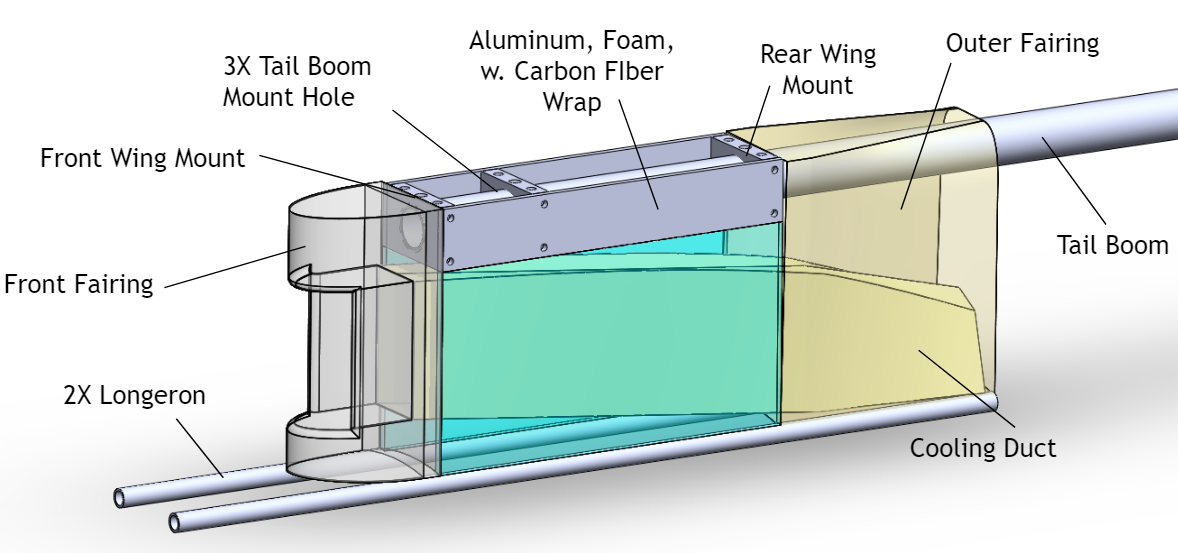 Aluminum, Foam,
w. Carbon FIber
Wrap
Rear Wing
Mount
Outer Fairing
3X Tail Boom
Mount Hole
Front Wing Mount
Tail Boom
Front Fairing
2X Longeron
Cooling Duct